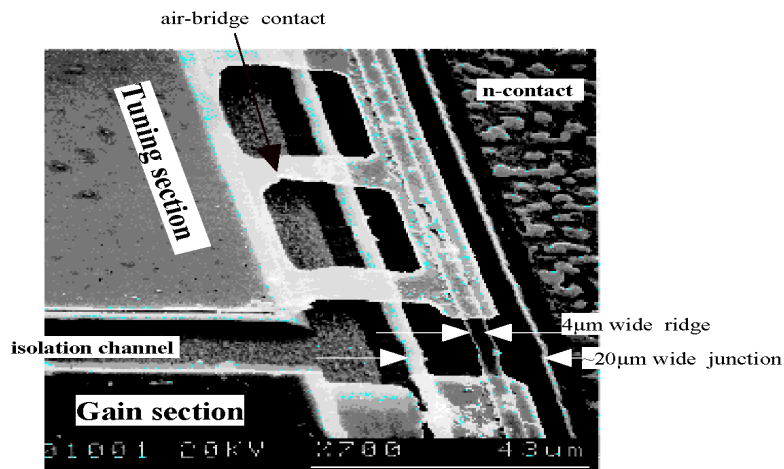 air-bridge contact
n-contact
Tuning section
4µm wide ridge
isolation channel
~20µm wide junction
Gain section
01001 20KV X700 43um